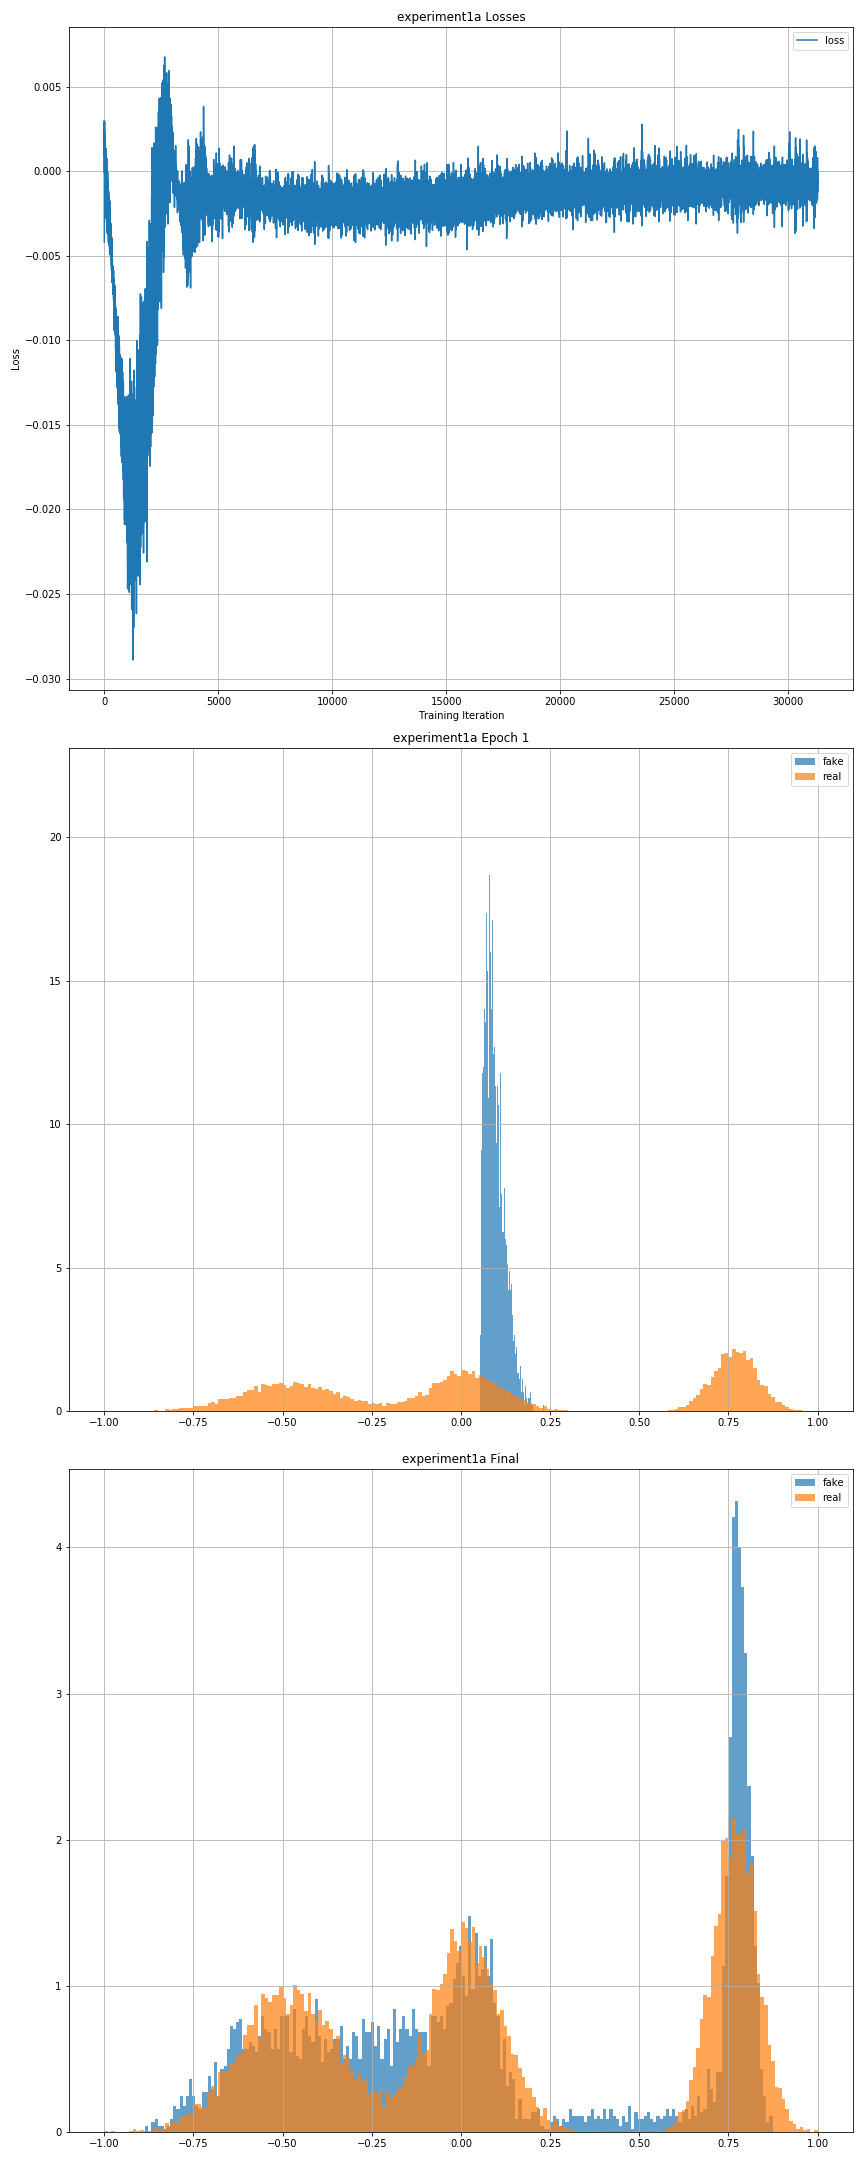 experiment1a Losses
loss
0.005
0.000
−0.005
−0.010
−0.015
−0.020
−0.025
−0.030
Loss
0 5000 10000 15000 20000 25000 30000
Training Iteration
experiment1a Epoch 1
fake
real
20
15
10
5
0
−1.00 −0.75 −0.50 −0.25 0.00 0.25 0.50 0.75 1.00
experiment1a Final
fake
real
4
3
2
1
0
−1.00 −0.75 −0.50 −0.25 0.00 0.25 0.50 0.75 1.00